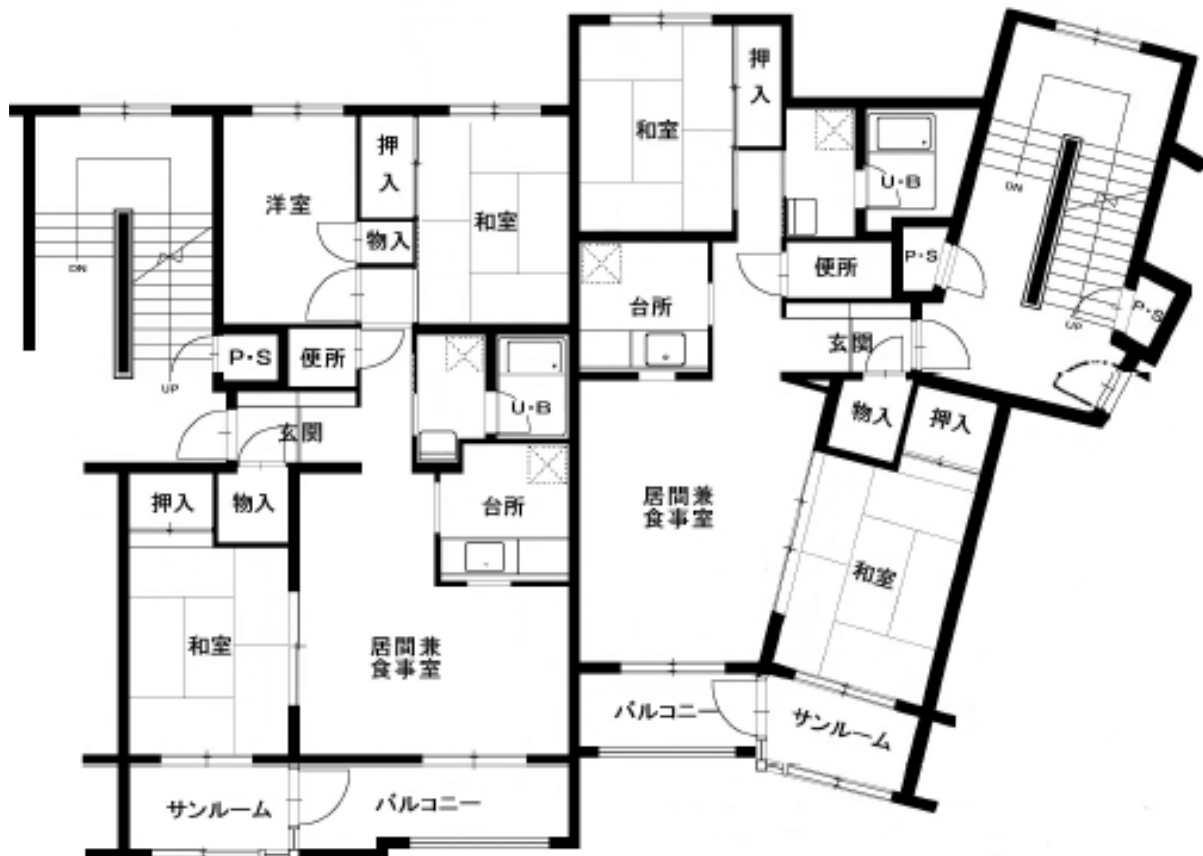 押
入
和室
洋室
押
入
和室
物入
U・B
DN
便所
P・S
台所
DN
UP
P・S
玄関
P・S
便所
UP
U・B
物入
押入
玄関
押入
物入
台所
居間兼
食事室
和室
和室
居間兼
食事室
バルコニー
サンルーム
サンルーム
バルコニー